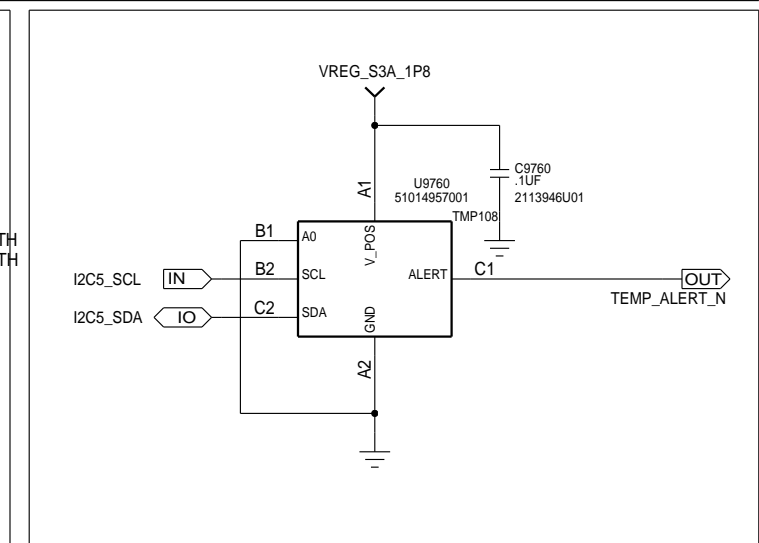 VREG_S3A_1P8
C9760
.1UF
2113946U01
U9760
51014957001
TMP108
A1
V_POS
TH
TH
B1
A0
I2C5_SCL
IN
B2
SCL
ALERT
C1
OUT
TEMP_ALERT_N
I2C5_SDA
IO
C2
SDA
GND
A2